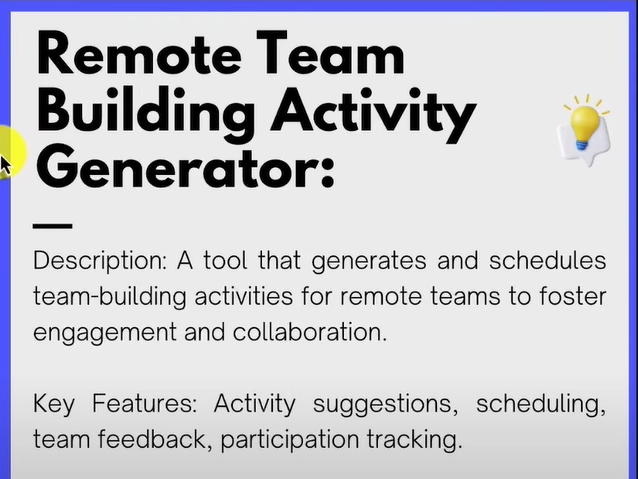 Remote Team
Building Activity
Generator:
Description: A tool that generates and schedules
team-building activities for remote teams to foster
engagement and collaboration.
Key Features: Activity suggestions, scheduling,
team feedback, participation tracking.